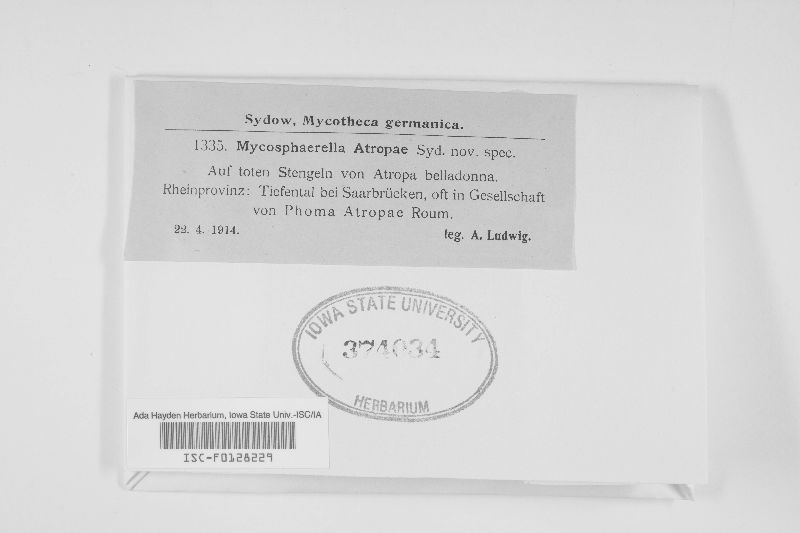 Sydow, Mycotheca germanica.
1335. Mycosphaerella Atropae Syd. nov. spec.
Auf toten Stengeln von Atropa belladonna.
Rheinprovinz: Tiefental bei Saarbrücken, oft in Gesellschaft
von Phoma Atropae Roum.
22. 4. 1914. leg. A. Ludwig.
IOWA STATE UNIVERSITY
374034
HERBARIUM
Ada Hayden Herbarium, Iowa State Univ.-ISC/IA
ISC-F0128229